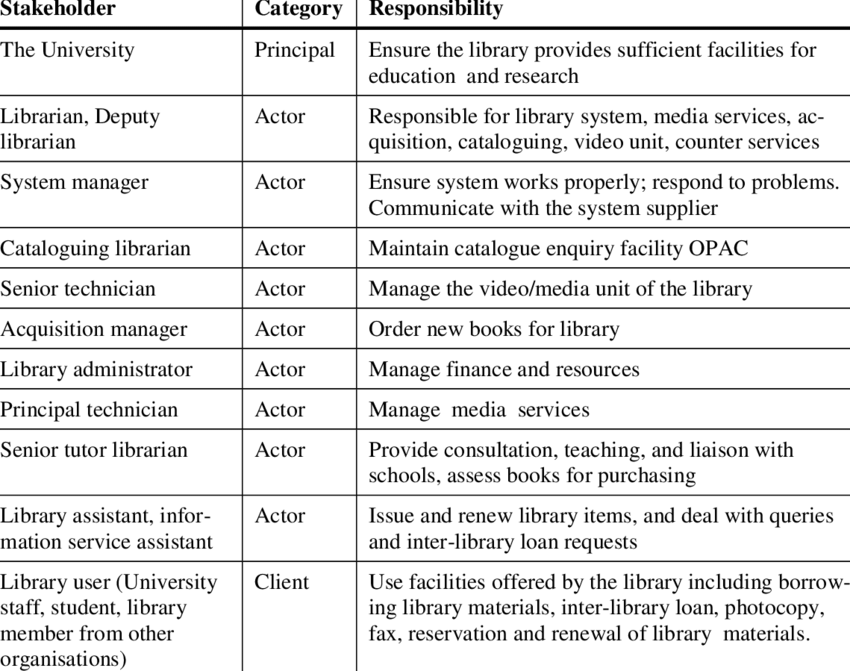 Stakeholder Category Responsibility
The University Principal Ensure the library provides sufficient facilities for
education and research
Librarian, Deputy Actor Responsible for library system, media services, ac-
librarian quisition, cataloguing, video unit, counter services
System manager Actor Ensure system works properly; respond to problems.
Communicate with the system supplier
Cataloguing librarian Actor Maintain catalogue enquiry facility OPAC
Senior technician Actor Manage the video/media unit of the library
Acquisition manager Actor Order new books for library
Library administrator Actor Manage finance and resources
Principal technician Actor Manage media services
Senior tutor librarian Actor Provide consultation, teaching, and liaison with
schools, assess books for purchasing
Library assistant, infor- Actor Issue and renew library items, and deal with queries
mation service assistant and inter-library loan requests
Library user (University Client Use facilities offered by the library including borrow-
staff, student, library ing library materials, inter-library loan, photocopy,
member from other fax, reservation and renewal of library materials.
organisations)